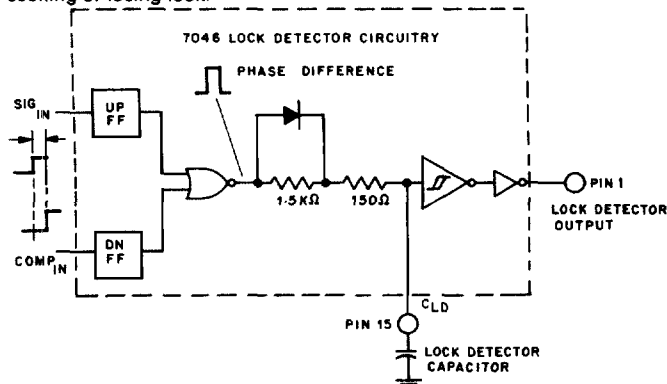 7046 LOCK DETECTOR CIRCUITRY
PHASE DIFFERENCE
SIG IN
UP
FF
1·5KΩ
150Ω
PIN 1
LOCK DETECTOR
OUTPUT
COMP IN
DN
FF
CLD
PIN 15
LOCK DETECTOR
CAPACITOR